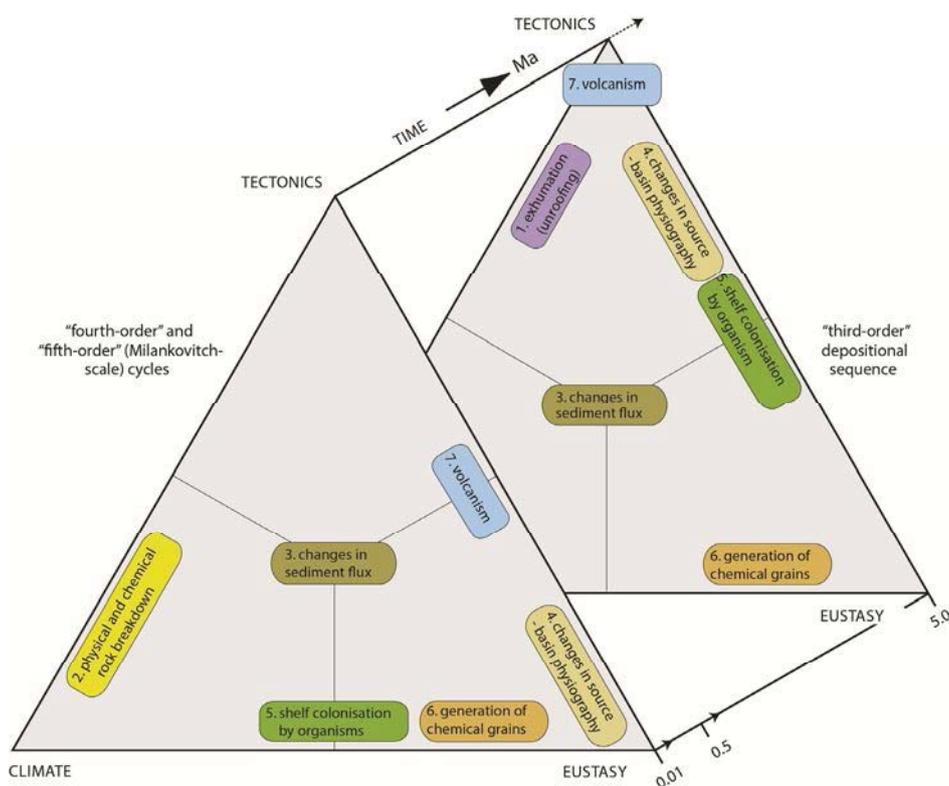 TECTONICS
7. volcanism
Ma
TIME
1. exhumation
(unroofing)
4. changes in source
- basin physiography
TECTONICS
5. shelf colonisation
by organism
"fourth-order" and
"fifth-order" (Milankovitch-
scale) cycles
"third-order"
depositional
sequence
3. changes in
sediment flux
7. volcanism
3. changes in
sediment flux
6. generation of
chemical grains
2. physical and chemical
rock breakdown
4. changes in source
- basin physiography
EUSTASY
5.0
5. shelf colonisation
by organisms
6. generation of
chemical grains
CLIMATE
EUSTASY
0.01
0.5